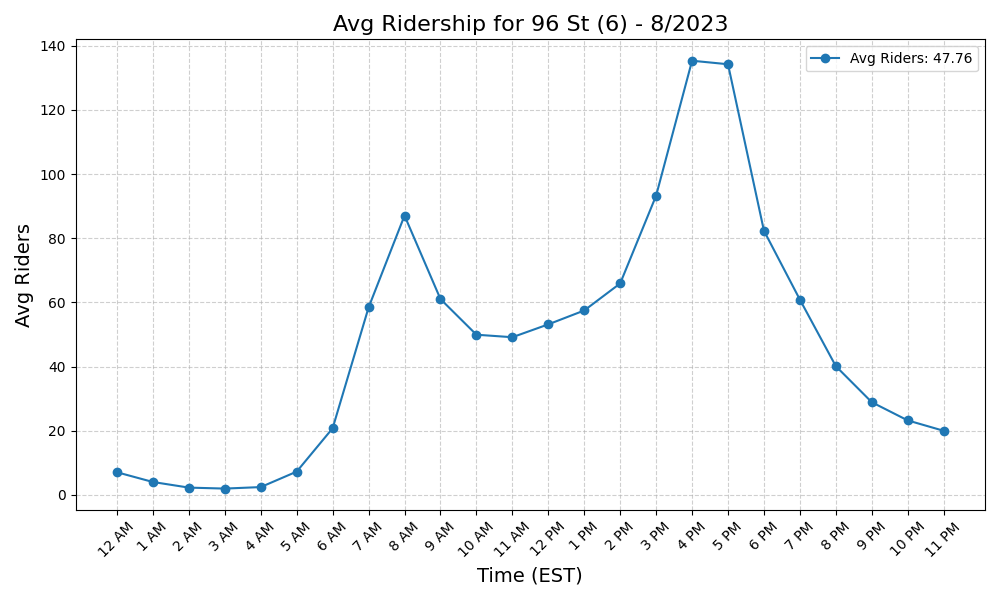 Avg Ridership for 96 St (6) - 8/2023
Avg Riders: 47.76
Avg Riders
140
120
100
80
60
40
20
0
12 AM
1 AM
2 AM
3 AM
4 AM
5 AM
6 AM
7 AM
8 AM
9 AM
10 AM
11 AM
12 PM
1 PM
2 PM
3 PM
4 PM
5 PM
6 PM
7 PM
8 PM
9 PM
10 PM
11 PM
Time (EST)